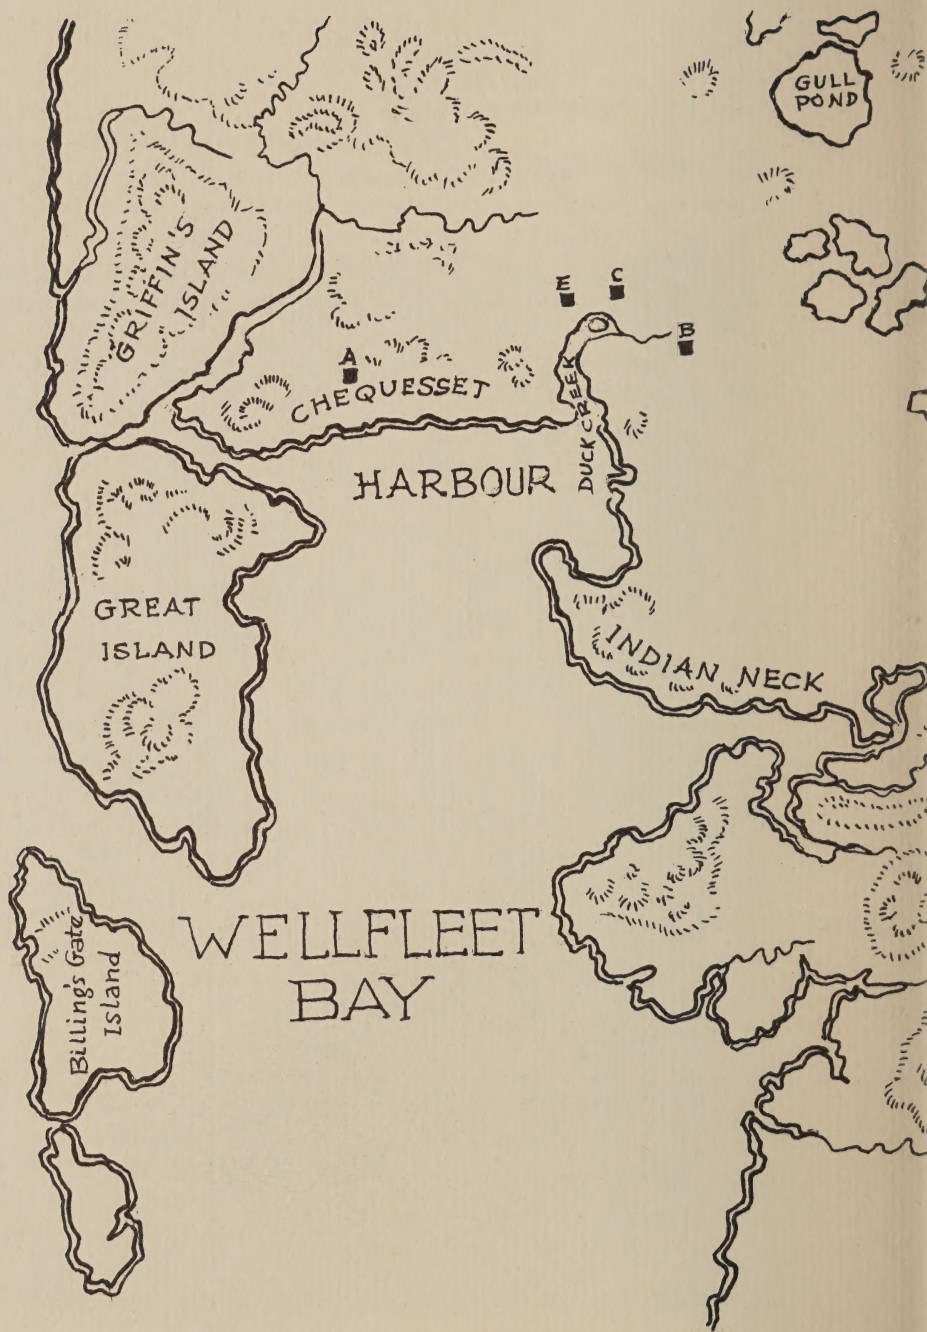 GULL
POND
GRIFFIN'S
ISLAND
E
C
B
A
CHEQUESSET
DUCK CREEK
HARBOUR
GREAT
ISLAND
INDIAN NECK
WELLFLEET
BAY
Billing's Gate
Island